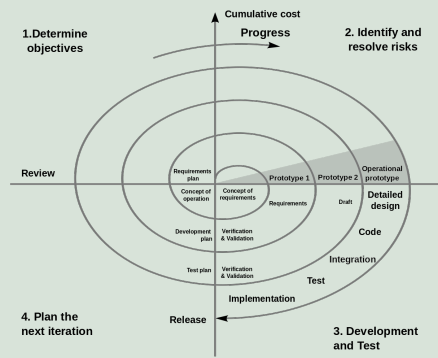 Cumulative cost
Progress
1.Determine
objectives
2. Identify and
resolve risks
Review
Requirements
plan
Prototype 1
Prototype 2
Operational
prototype
Concept of
operation
Concept of
requirements
Requirements
Draft
Detailed
design
Development
plan
Verification
& Validation
Code
Integration
Test plan
Verification
& Validation
Test
Implementation
Release
4. Plan the
next iteration
3. Development
and Test